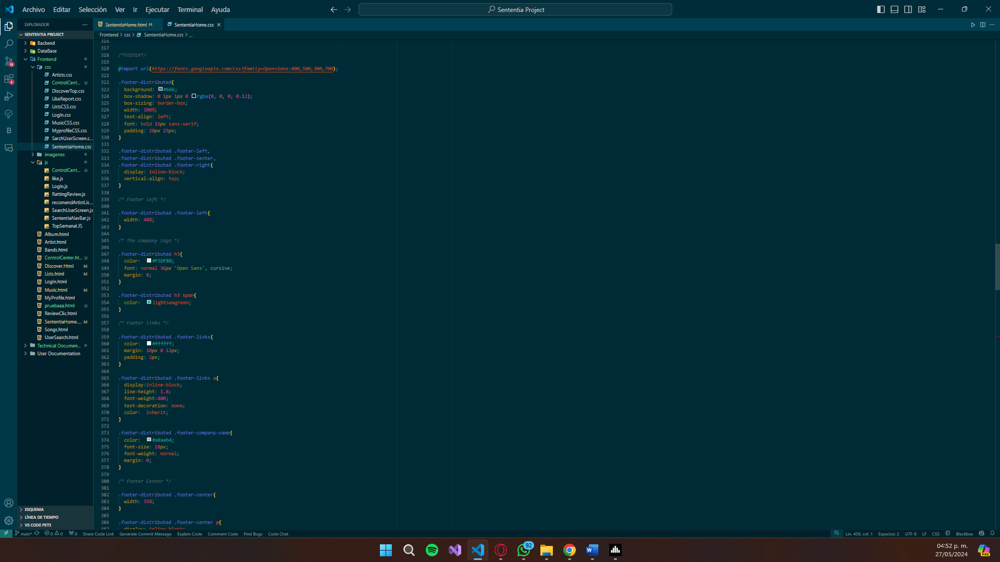 Archivo Editar Selección Ver Ir Ejecutar Terminal Ayuda
Sententia Project
EXPLORADOR
SENTENTIA PROJECT
Backend
DataBase
Frontend
css
Artists.css
ControlCent... U
DiscoverTop.css
LikeReport.css
ListsCSS.css
LogIn.css
MusicCSS.css
MyprofileCSS.css
SarchUserScreen.c...
SententiaHome.css
imagenes
js
ControlCent... U
like.js
LogIn.js
RattingReview.js
recomendArtistLis...
SearchUserScreen.js
SententiaNavBar.js
TopSemanal.JS
Album.html
Artist.html
Bands.html
ControlCenter.ht... U
Discover.Html M
Lists.html M
LogIn.html
Music.html M
MyProfile.html
pruebaaa.html U
ReviewClic.html
SententiaHome.... M
Songs.html
UserSearch.html
Technical Documen...
User Documentation
ESQUEMA
LÍNEA DE TIEMPO
VS CODE PETS
SententiaHome.html M SententiaHome.css
Frontend > css > SententiaHome.css > ...
316
317
318 /*FOOTER*/
319
320 @import url(https://fonts.googleapis.com/css?family=Open+Sans:400,500,300,700);
321
322 .footer-distributed{
323 background: #666;
324 box-shadow: 0 1px 1px 0 rgba(0, 0, 0, 0.12);
325 box-sizing: border-box;
326 width: 100%;
327 text-align: left;
328 font: bold 16px sans-serif;
329 padding: 20px 25px;
330 }
331
332 .footer-distributed .footer-left,
333 .footer-distributed .footer-center,
334 .footer-distributed .footer-right{
335 display: inline-block;
336 vertical-align: top;
337 }
338
339 /* Footer left */
340
341 .footer-distributed .footer-left{
342 width: 40%;
343 }
344
345 /* The company logo */
346
347 .footer-distributed h3{
348 color: #F5DFBB;
349 font: normal 36px 'Open Sans', cursive;
350 margin: 0;
351 }
352
353 .footer-distributed h3 span{
354 color: lightseagreen;
355 }
356
357 /* Footer links */
358
359 .footer-distributed .footer-links{
360 color: #ffffff;
361 margin: 10px 0 12px;
362 padding: 2px;
363 }
364
365 .footer-distributed .footer-links a{
366 display:inline-block;
367 line-height: 1.8;
368 font-weight:400;
369 text-decoration: none;
370 color: inherit;
371 }
372
373 .footer-distributed .footer-company-name{
374 color: #a8aeb4;
375 font-size: 18px;
376 font-weight: normal;
377 margin: 0;
378 }
379
380 /* Footer Center */
381
382 .footer-distributed .footer-center{
383 width: 35%;
384 }
385
386 .footer-distributed .footer-center p{
387 display: inline-block;
13
2
B
main* 0 0 0 Share Code Link Generate Commit Message Explain Code Comment Code Find Bugs Code Chat
Lín. 459, col. 1 Espacios: 2 UTF-8 LF CSS Blackbox
92
04:52 p. m.
27/05/2024
PRE